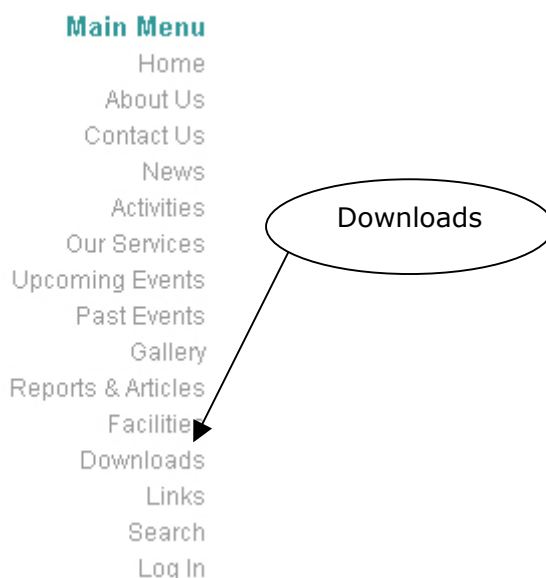 Main Menu
Home
About Us
Contact Us
News
Activities
Our Services
Upcoming Events
Past Events
Gallery
Reports & Articles
Facilities
Downloads
Links
Search
Log In
Downloads